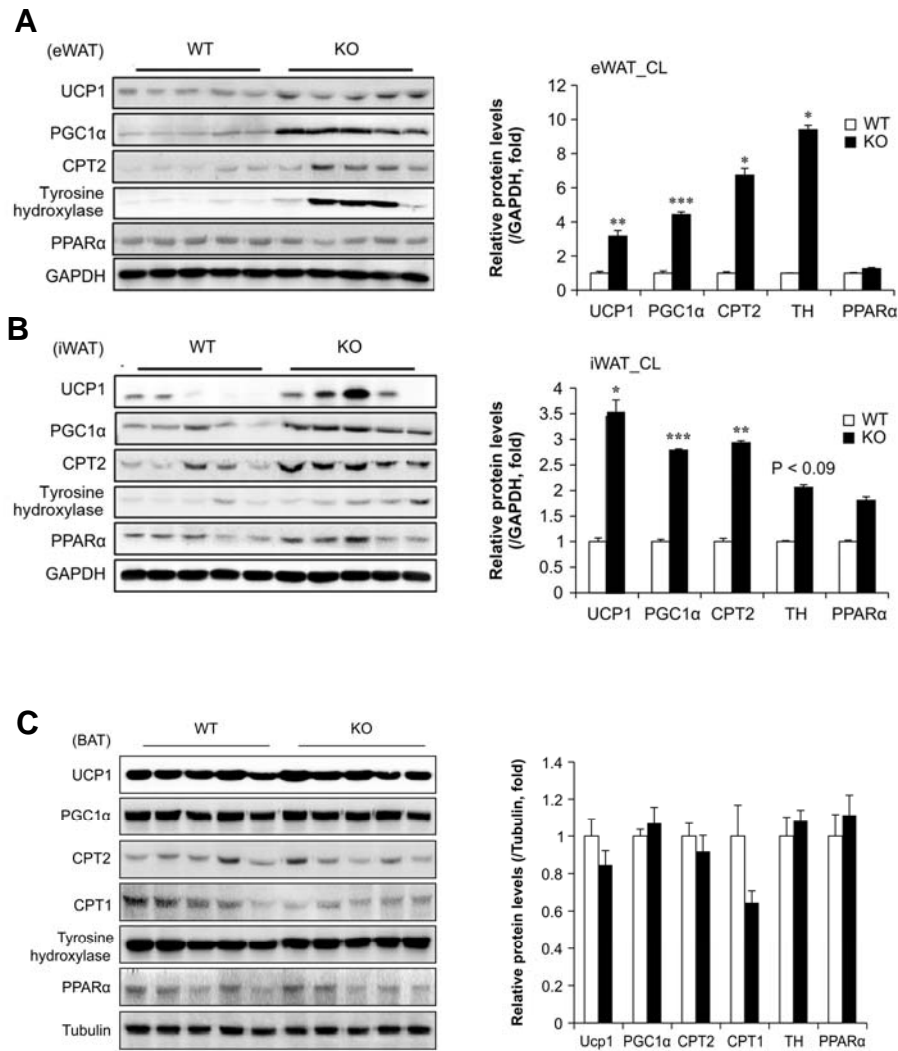 A
(eWAT) WT KO
UCP1
PGC1α
CPT2
Tyrosine
hydroxylase
PPARα
GAPDH
eWAT_CL
Relative protein levels
(/GAPDH, fold)
12
10
8
6
4
2
0
** *** * *
WT
KO
UCP1 PGC1α CPT2 TH PPARα
B
(iWAT) WT KO
UCP1
PGC1α
CPT2
Tyrosine
hydroxylase
PPARα
GAPDH
iWAT_CL
Relative protein levels
(/GAPDH, fold)
4
3.5
3
2.5
2
1.5
1
0.5
0
* *** **
P < 0.09
WT
KO
UCP1 PGC1α CPT2 TH PPARα
C
(BAT) WT KO
UCP1
PGC1α
CPT2
CPT1
Tyrosine
hydroxylase
PPARα
Tubulin
Relative protein levels (/Tubulin, fold)
1.4
1.2
1
0.8
0.6
0.4
0.2
0
Ucp1 PGC1α CPT2 CPT1 TH PPARα